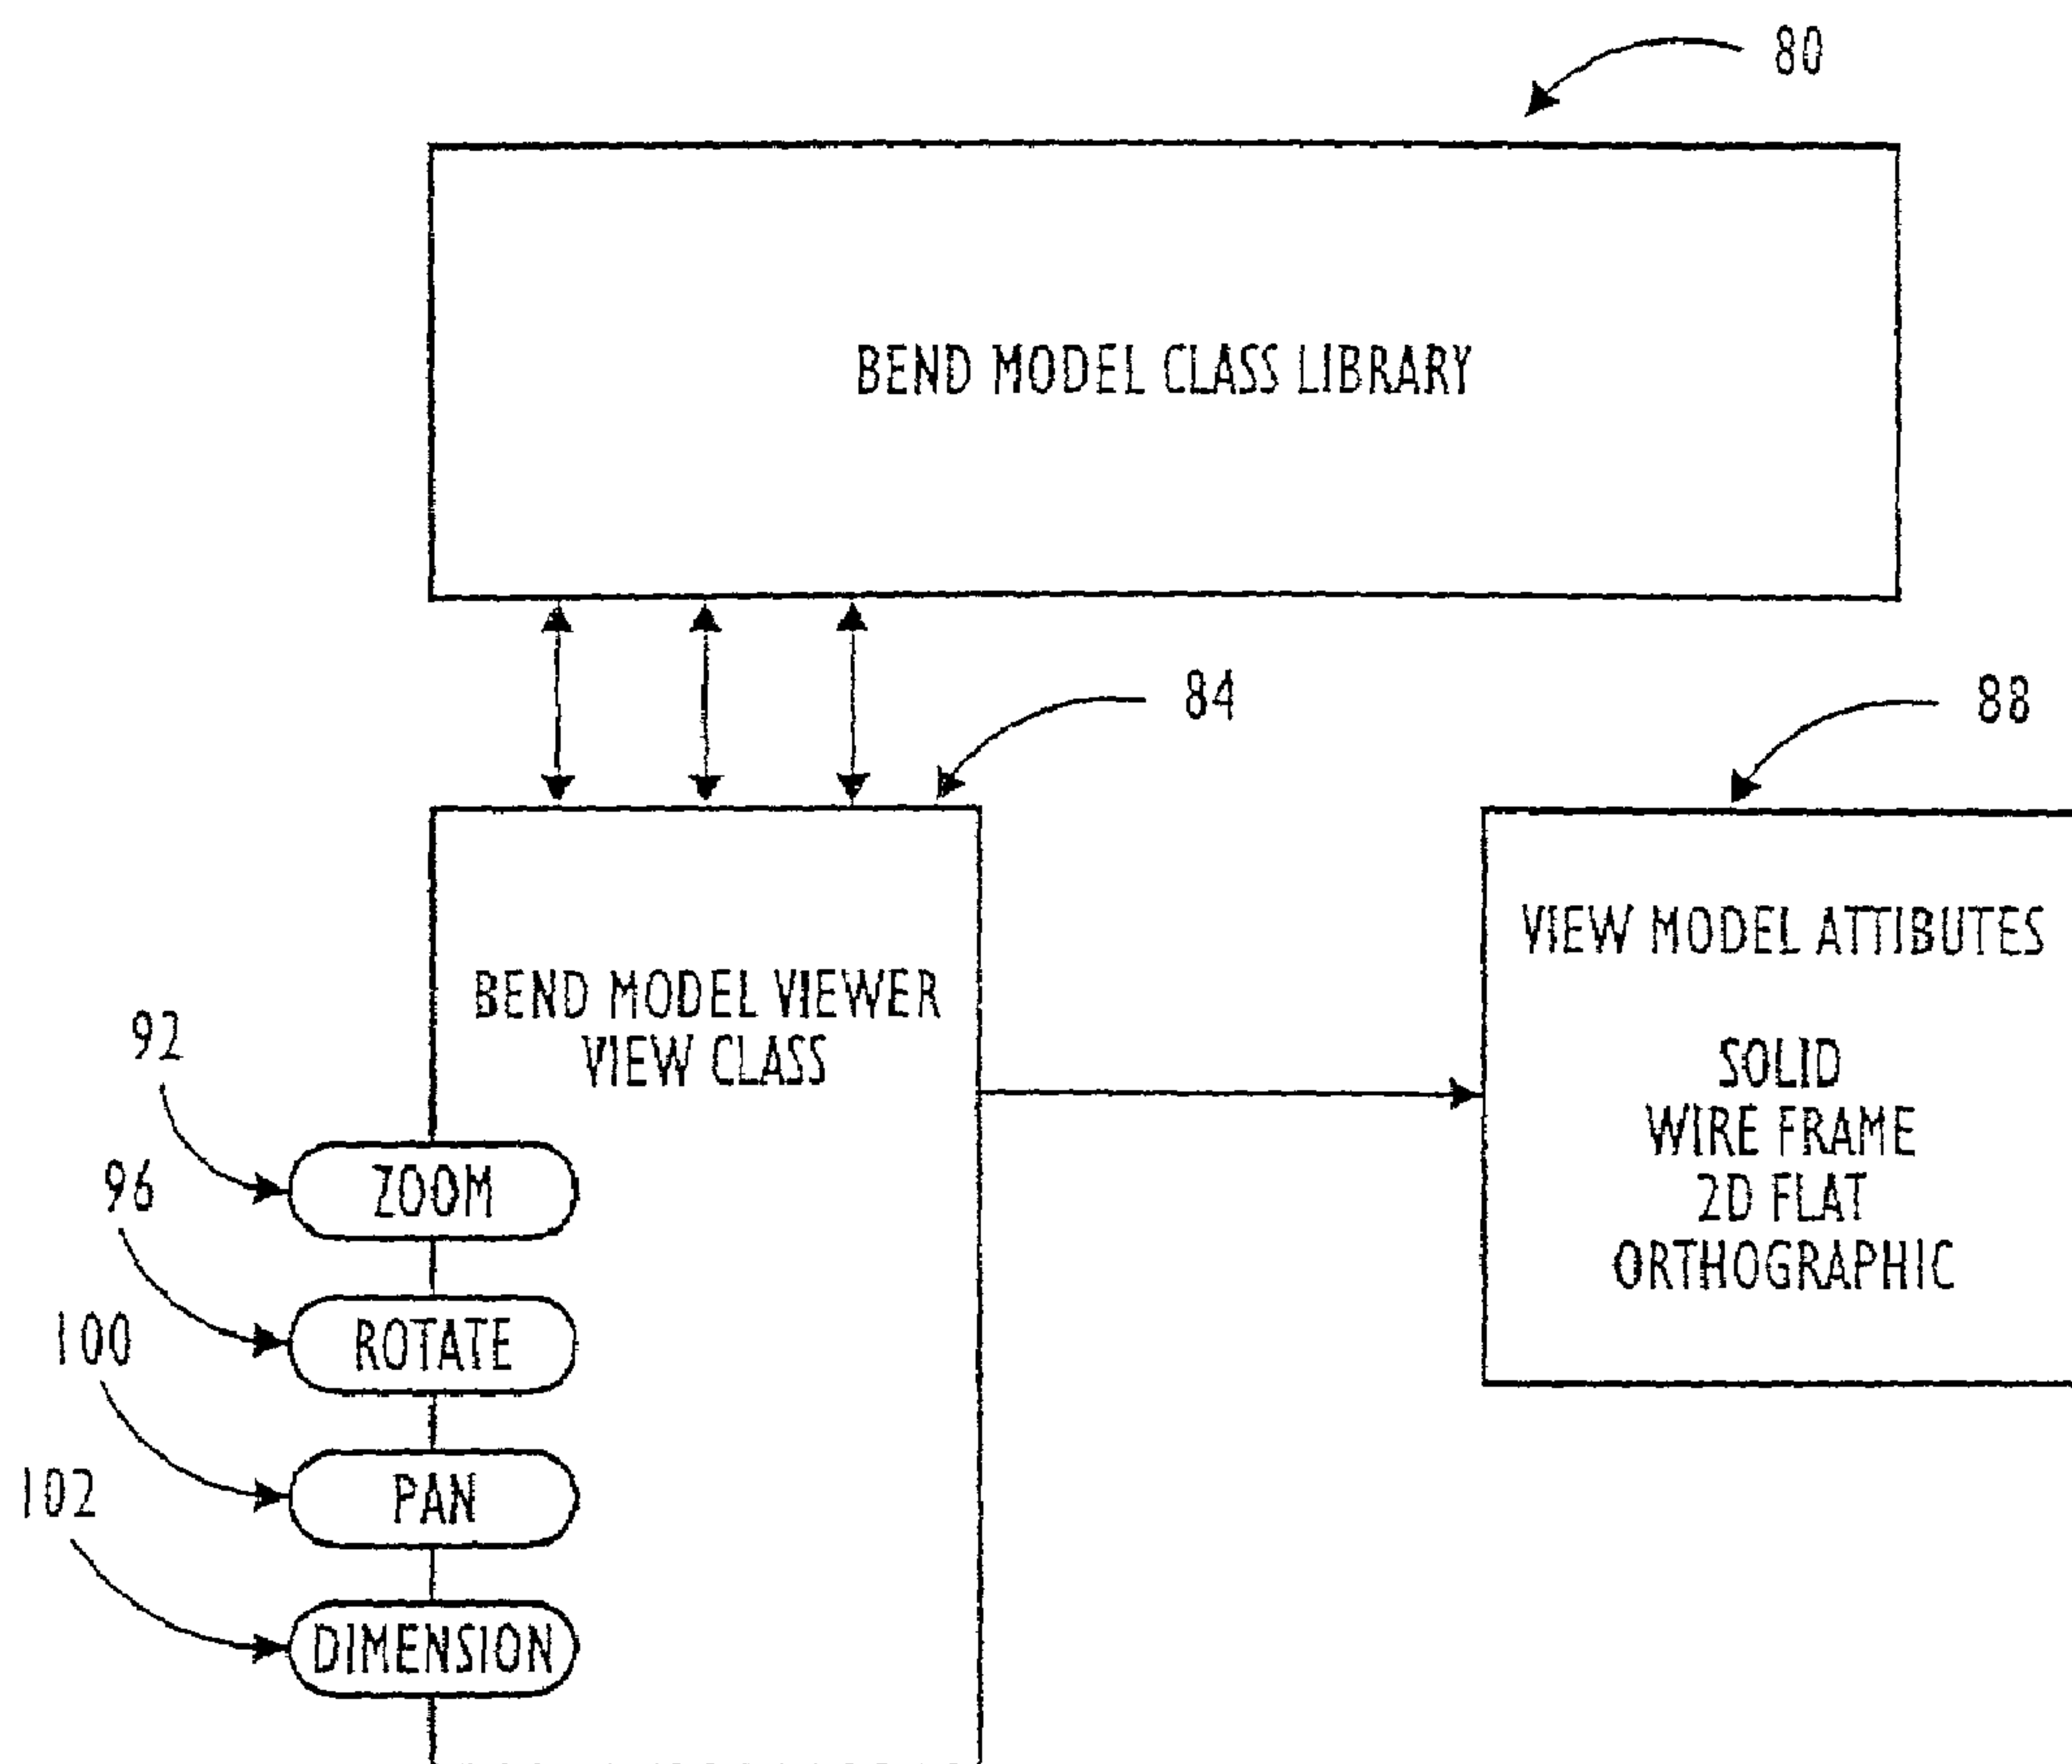 80
BEND MODEL CLASS LIBRARY
84
88
BEND MODEL VIEWER
VIEW CLASS
VIEW MODEL ATTIBUTES
SOLID
WIRE FRAME
2D FLAT
ORTHOGRAPHIC
92
ZOOM
96
ROTATE
100
PAN
102
DIMENSION